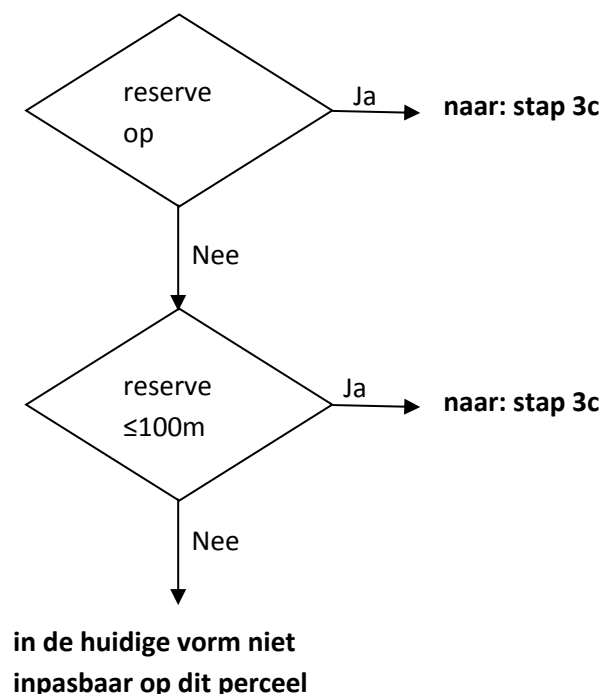 reserve
op
Ja
naar: stap 3c
Nee
reserve
≤100m
Ja
naar: stap 3c
Nee
in de huidige vorm niet
inpasbaar op dit perceel